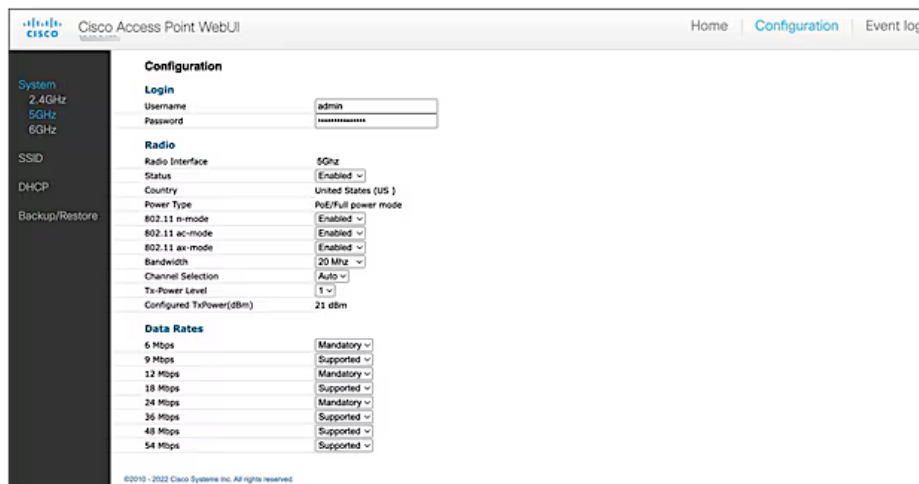 CISCO
Cisco Access Point WebUI
Home
Configuration
Event log
System
2.4GHz
5GHz
6GHz
SSID
DHCP
Backup/Restore
Configuration
Login
Username admin
Password ••••••••••••••
Radio
Radio Interface 5Ghz
Status Enabled
Country United States (US )
Power Type PoE/Full power mode
802.11 n-mode Enabled
802.11 ac-mode Enabled
802.11 ax-mode Enabled
Bandwidth 20 Mhz
Channel Selection Auto
Tx-Power Level 1
Configured TxPower(dBm) 21 dBm
Data Rates
6 Mbps Mandatory
9 Mbps Supported
12 Mbps Mandatory
18 Mbps Supported
24 Mbps Mandatory
36 Mbps Supported
48 Mbps Supported
54 Mbps Supported
©2010 - 2022 Cisco Systems Inc. All rights reserved.